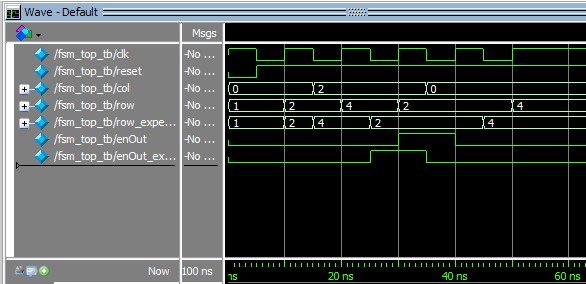 Wave - Default
Msgs
/fsm_top_tb/clk -No ...
/fsm_top_tb/reset -No ...
/fsm_top_tb/col -No ... 0 2 0
/fsm_top_tb/row -No ... 1 2 4 2 4
/fsm_top_tb/row_expe... -No ... 1 2 4 2 4
/fsm_top_tb/enOut -No ...
/fsm_top_tb/enOut_ex... -No ...
Now 100 ns ns 20 ns 40 ns 60 ns